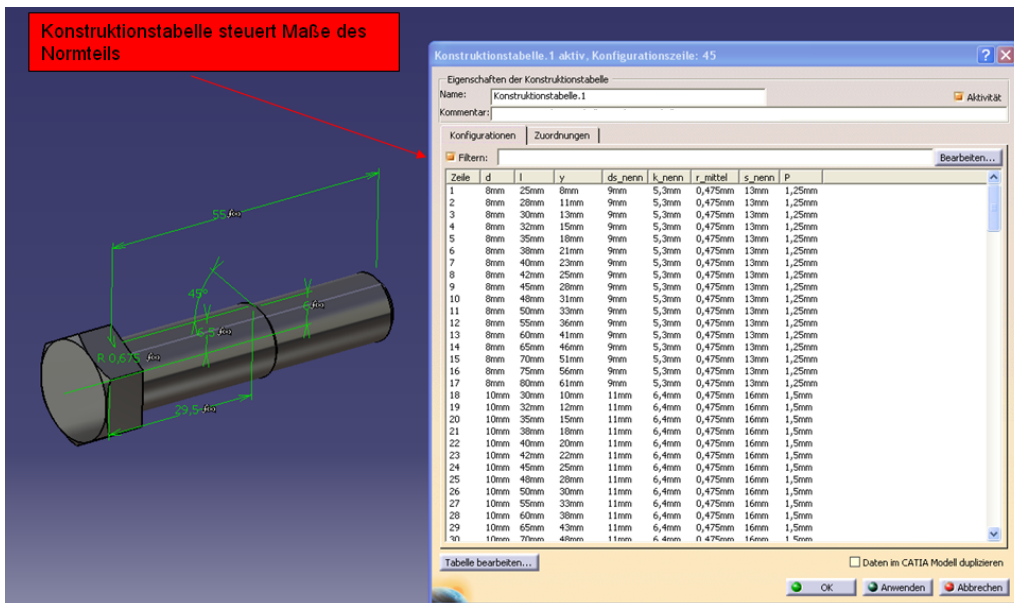 Konstruktionstabelle steuert Maße des
Normteils
Konstruktionstabelle.1 aktiv, Konfigurationszeile: 45
Eigenschaften der Konstruktionstabelle
Name: Konstruktionstabelle.1
Aktivität
Kommentar:
Konfigurationen Zuordnungen
Filtern: Bearbeiten...
Zeile d l y ds_nenn k_nenn r_mittel s_nenn P
1 8mm 25mm 8mm 9mm 5,3mm 0,475mm 13mm 1,25mm
2 8mm 28mm 11mm 9mm 5,3mm 0,475mm 13mm 1,25mm
3 8mm 30mm 13mm 9mm 5,3mm 0,475mm 13mm 1,25mm
4 8mm 32mm 15mm 9mm 5,3mm 0,475mm 13mm 1,25mm
5 8mm 35mm 18mm 9mm 5,3mm 0,475mm 13mm 1,25mm
6 8mm 38mm 21mm 9mm 5,3mm 0,475mm 13mm 1,25mm
7 8mm 40mm 23mm 9mm 5,3mm 0,475mm 13mm 1,25mm
8 8mm 42mm 25mm 9mm 5,3mm 0,475mm 13mm 1,25mm
9 8mm 45mm 28mm 9mm 5,3mm 0,475mm 13mm 1,25mm
10 8mm 48mm 31mm 9mm 5,3mm 0,475mm 13mm 1,25mm
11 8mm 50mm 33mm 9mm 5,3mm 0,475mm 13mm 1,25mm
12 8mm 55mm 36mm 9mm 5,3mm 0,475mm 13mm 1,25mm
13 8mm 60mm 41mm 9mm 5,3mm 0,475mm 13mm 1,25mm
14 8mm 65mm 46mm 9mm 5,3mm 0,475mm 13mm 1,25mm
15 8mm 70mm 51mm 9mm 5,3mm 0,475mm 13mm 1,25mm
16 8mm 75mm 56mm 9mm 5,3mm 0,475mm 13mm 1,25mm
17 8mm 80mm 61mm 9mm 5,3mm 0,475mm 13mm 1,25mm
18 10mm 30mm 10mm 11mm 6,4mm 0,475mm 16mm 1,5mm
19 10mm 32mm 12mm 11mm 6,4mm 0,475mm 16mm 1,5mm
20 10mm 35mm 15mm 11mm 6,4mm 0,475mm 16mm 1,5mm
21 10mm 38mm 18mm 11mm 6,4mm 0,475mm 16mm 1,5mm
22 10mm 40mm 20mm 11mm 6,4mm 0,475mm 16mm 1,5mm
23 10mm 42mm 22mm 11mm 6,4mm 0,475mm 16mm 1,5mm
24 10mm 45mm 25mm 11mm 6,4mm 0,475mm 16mm 1,5mm
25 10mm 48mm 28mm 11mm 6,4mm 0,475mm 16mm 1,5mm
26 10mm 50mm 30mm 11mm 6,4mm 0,475mm 16mm 1,5mm
27 10mm 55mm 33mm 11mm 6,4mm 0,475mm 16mm 1,5mm
28 10mm 60mm 38mm 11mm 6,4mm 0,475mm 16mm 1,5mm
29 10mm 65mm 43mm 11mm 6,4mm 0,475mm 16mm 1,5mm
30 10mm 70mm 48mm 11mm 6,4mm 0,475mm 16mm 1,5mm
Tabelle bearbeiten...
Daten im CATIA Modell duplizieren
OK Anwenden Abbrechen
55 f(x)
45°
6,5 f(x)
R 0,675 f(x)
29,5 f(x)